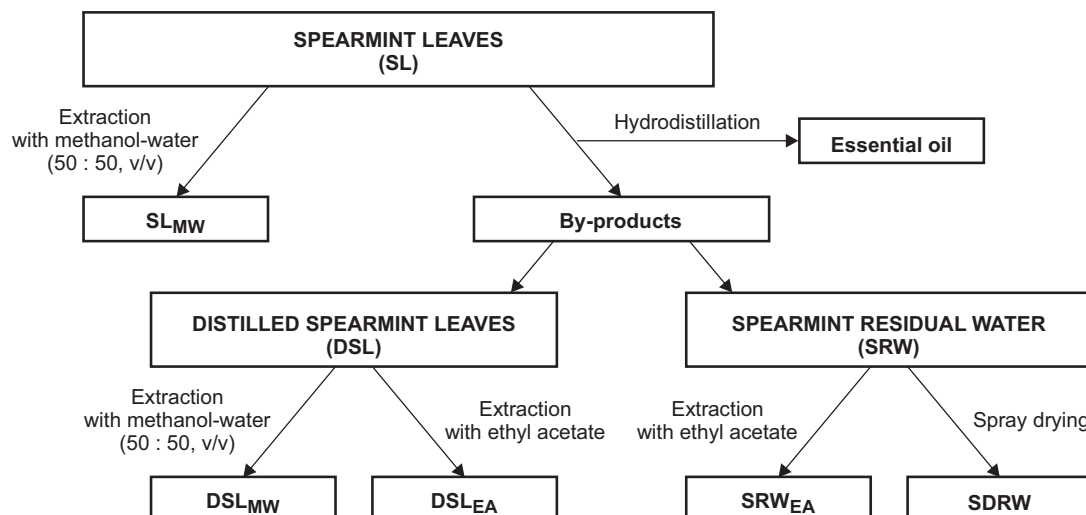 SPEARMINT LEAVES
(SL)
Extraction
with methanol-water
(50 : 50, v/v)
Hydrodistillation
Essential oil
SLMW
By-products
DISTILLED SPEARMINT LEAVES
(DSL)
SPEARMINT RESIDUAL WATER
(SRW)
Extraction
with methanol-water
(50 : 50, v/v)
Extraction
with ethyl acetate
Extraction
with ethyl acetate
Spray drying
DSLMW
DSLEA
SRWEA
SDRW